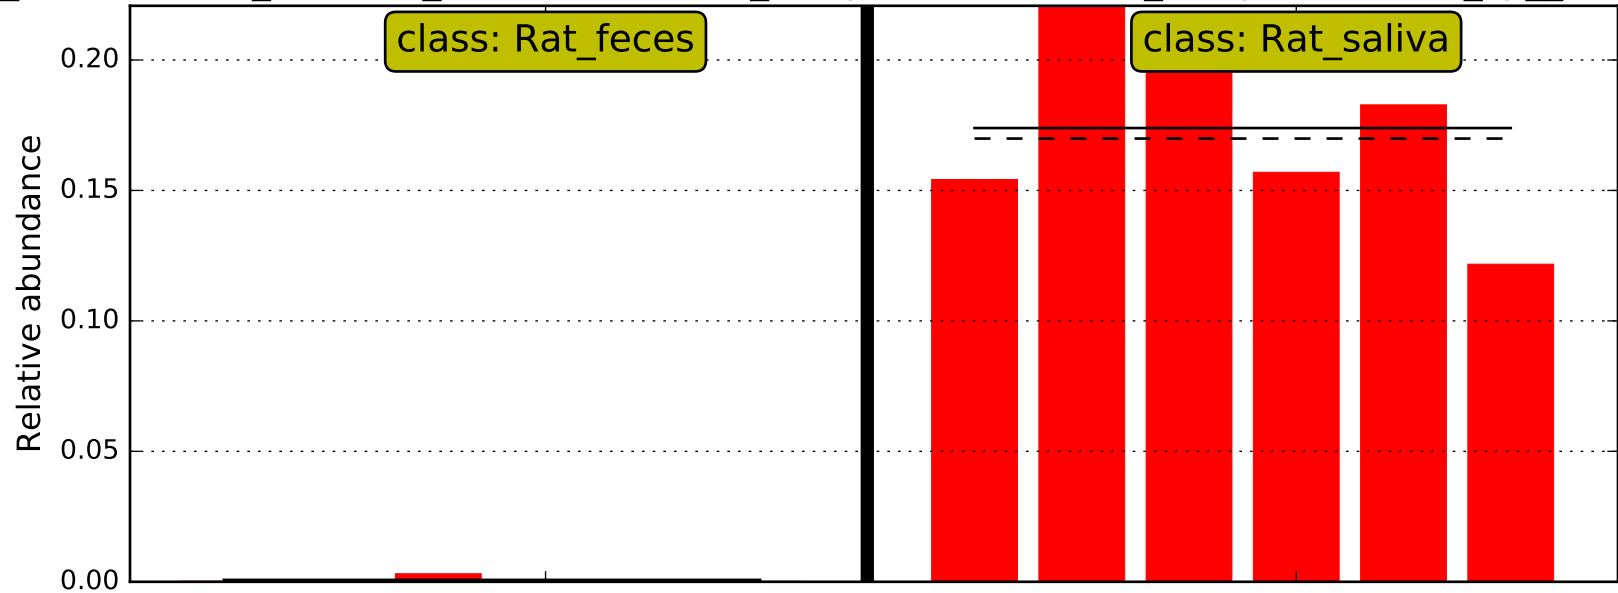 class: Rat_feces
class: Rat_saliva
Relative abundance
0.20
0.15
0.10
0.05
0.00